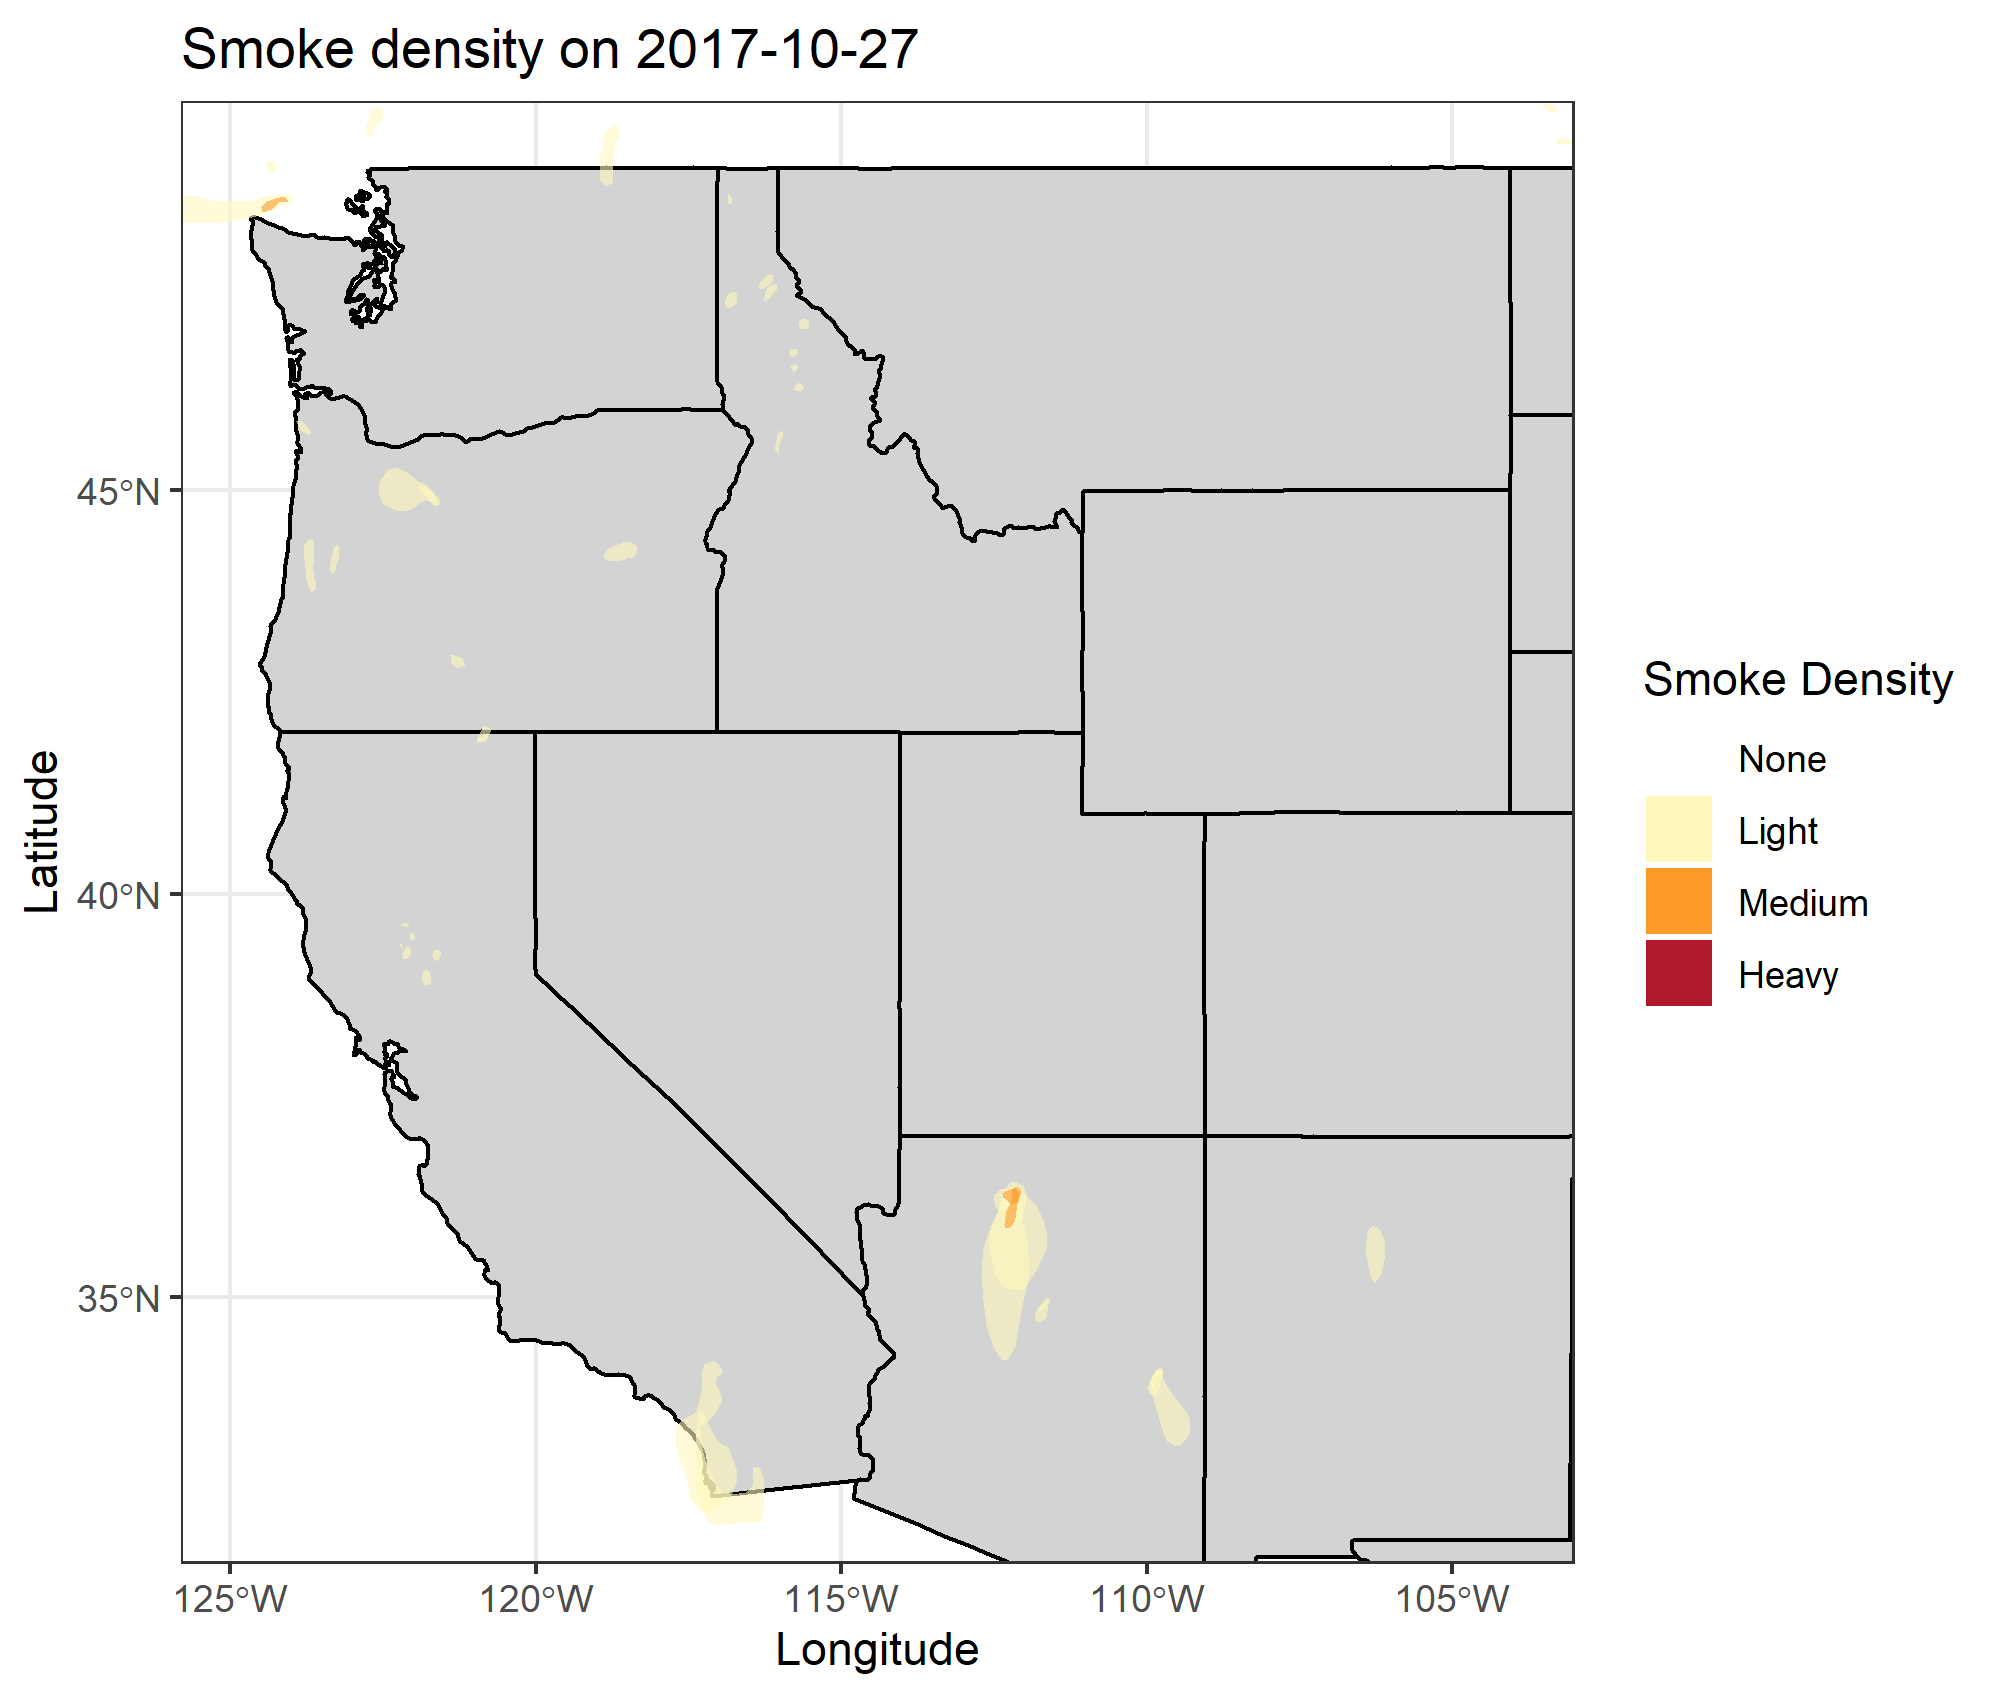 Smoke density on 2017-10-27
Latitude
45°N
40°N
35°N
125°W
120°W
115°W
110°W
105°W
Longitude
Smoke Density
None
Light
Medium
Heavy